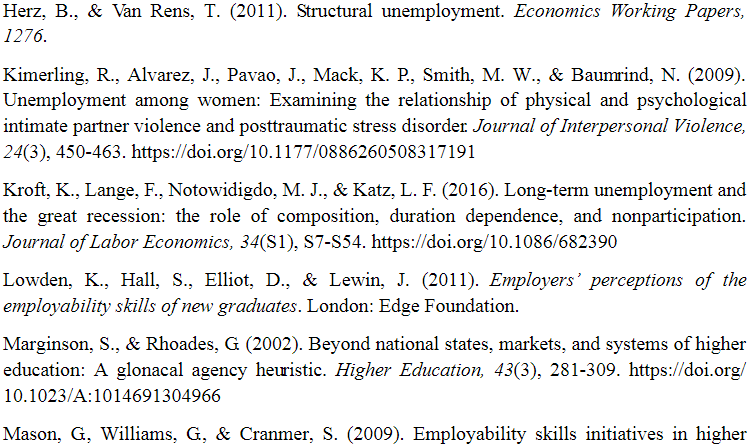 Herz, B., & Van Rens, T. (2011). Structural unemployment. Economics Working Papers,
1276.
Kimerling, R., Alvarez, J., Pavao, J., Mack, K. P., Smith, M. W., & Baumrind, N. (2009).
Unemployment among women: Examining the relationship of physical and psychological
intimate partner violence and posttraumatic stress disorder. Journal of Interpersonal Violence,
24(3), 450-463. https://doi.org/10.1177/0886260508317191
Kroft, K., Lange, F., Notowidigdo, M. J., & Katz, L. F. (2016). Long-term unemployment and
the great recession: the role of composition, duration dependence, and nonparticipation.
Journal of Labor Economics, 34(S1), S7-S54. https://doi.org/10.1086/682390
Lowden, K., Hall, S., Elliot, D., & Lewin, J. (2011). Employers’ perceptions of the
employability skills of new graduates. London: Edge Foundation.
Marginson, S., & Rhoades, G. (2002). Beyond national states, markets, and systems of higher
education: A glonacal agency heuristic. Higher Education, 43(3), 281-309. https://doi.org/
10.1023/A:1014691304966
Mason, G., Williams, G., & Cranmer, S. (2009). Employability skills initiatives in higher